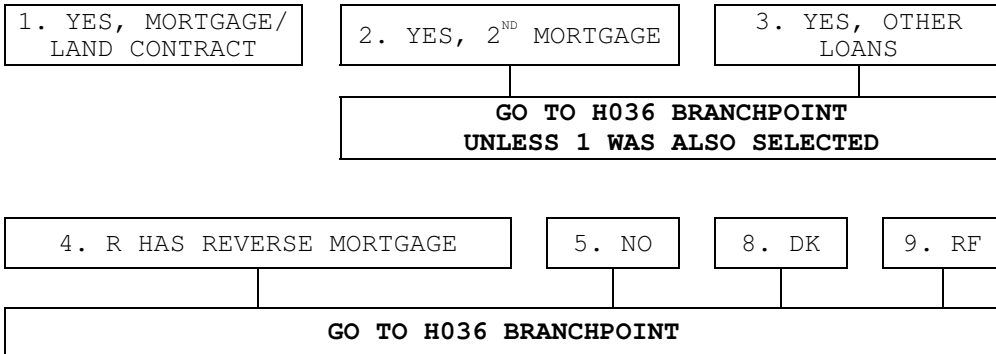 1. YES, MORTGAGE/
LAND CONTRACT
2. YES, 2ND MORTGAGE
3. YES, OTHER
LOANS
GO TO H036 BRANCHPOINT
UNLESS 1 WAS ALSO SELECTED
4. R HAS REVERSE MORTGAGE
5. NO
8. DK
9. RF
GO TO H036 BRANCHPOINT